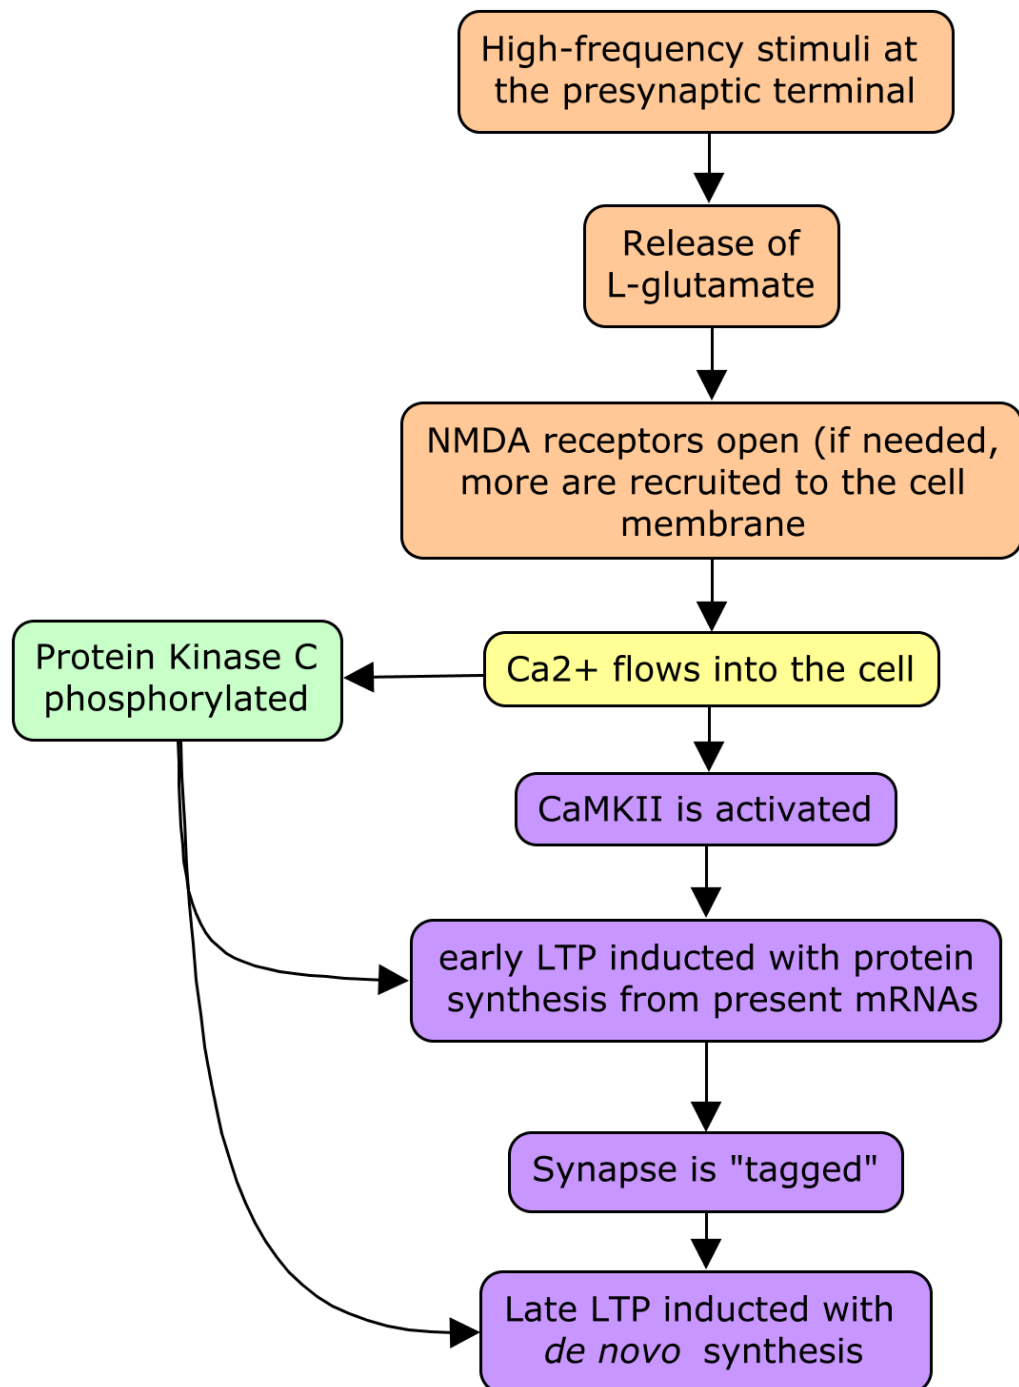 High-frequency stimuli at
the presynaptic terminal
Release of
L-glutamate
NMDA receptors open (if needed,
more are recruited to the cell
membrane
Protein Kinase C
phosphorylated
Ca2+ flows into the cell
CaMKII is activated
early LTP inducted with protein
synthesis from present mRNAs
Synapse is "tagged"
Late LTP inducted with
de novo synthesis